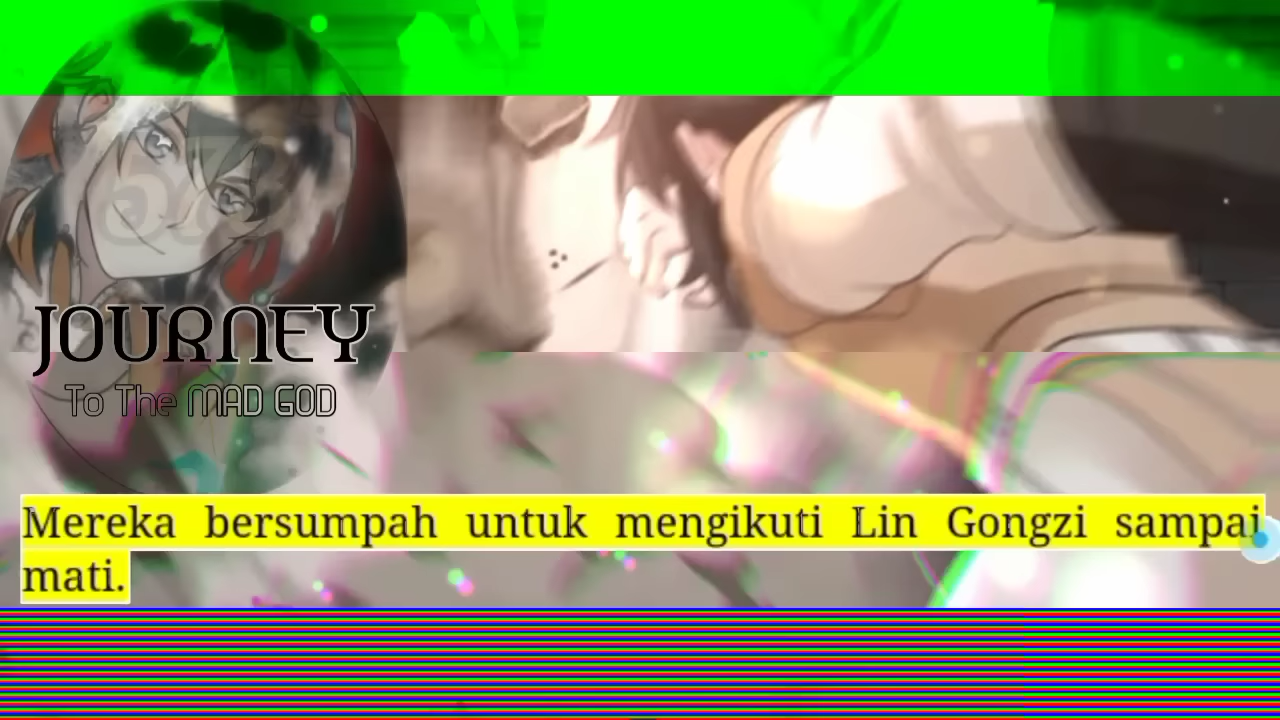 JOURNEY
To The MAD GOD
Mereka bersumpah untuk mengikuti Lin Gongzi sampai
mati.